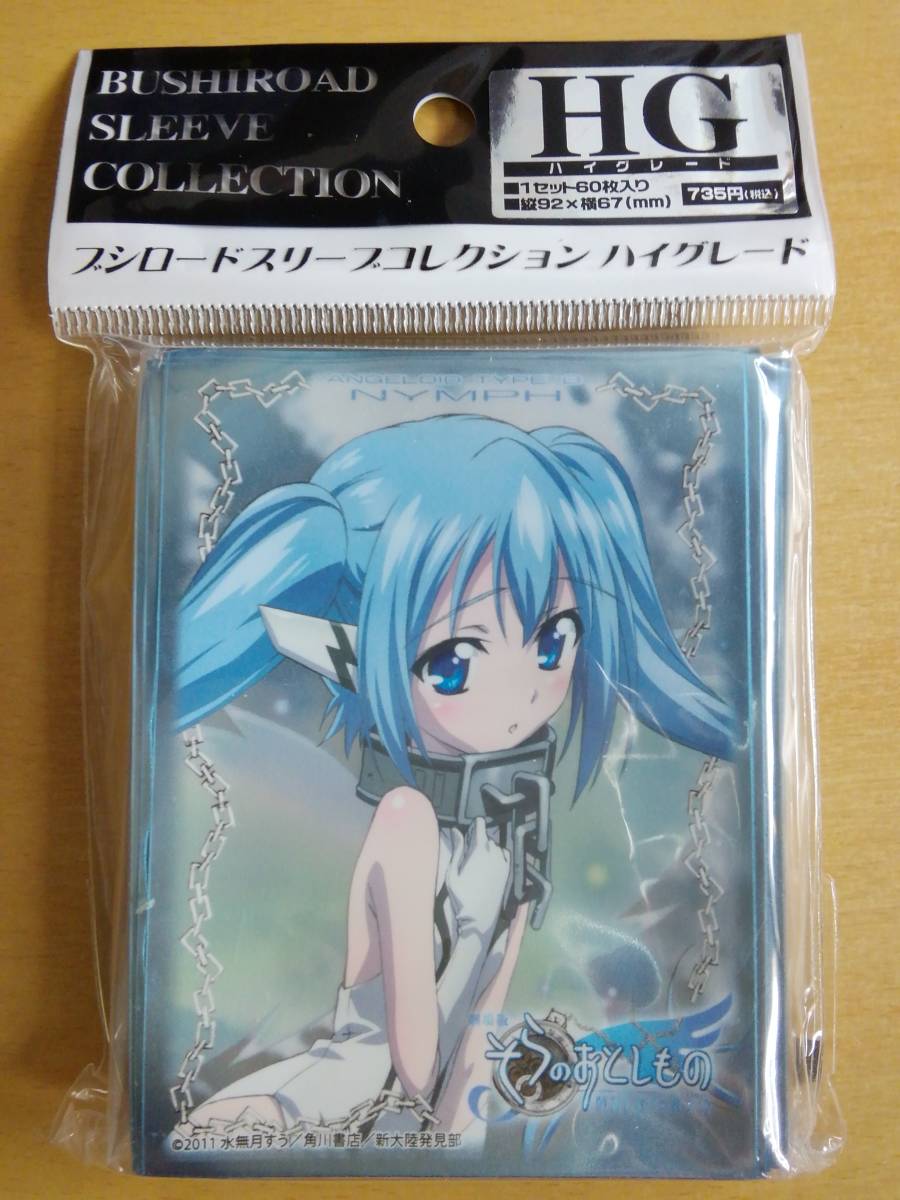 BUSHIROAD
SLEEVE
COLLECTION
HG
ハイグレード
■1セット60枚入り
■縦92×横67(mm)
735円(税込)
ブシロードスリーブコレクション ハイグレード
ANGELOID TYPE β
NYMPH
劇場版
そらのおとしもの
©2011 水無月すう/角川書店/新大陸発見部